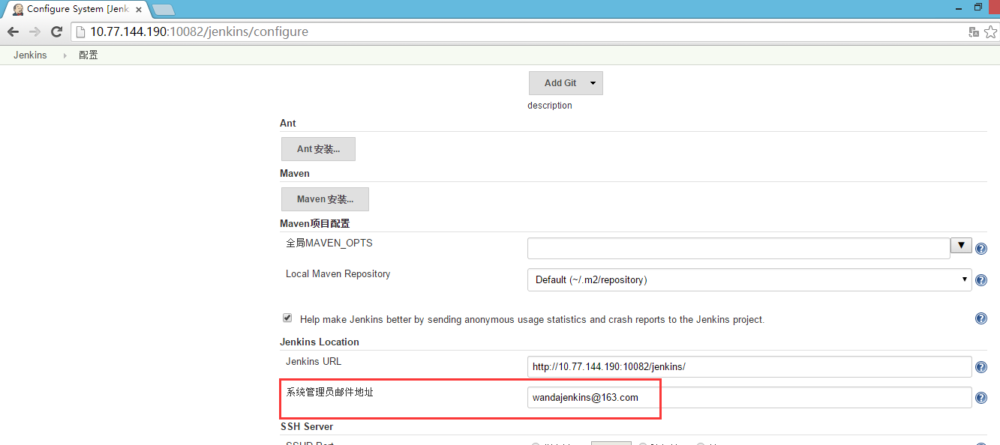 Configure System [Jenk
10.77.144.190:10082/jenkins/configure
Jenkins 配置
Add Git
description
Ant
Ant 安装...
Maven
Maven 安装...
Maven项目配置
全局MAVEN_OPTS
Local Maven Repository
Default (~/.m2/repository)
Help make Jenkins better by sending anonymous usage statistics and crash reports to the Jenkins project.
Jenkins Location
Jenkins URL
http://10.77.144.190:10082/jenkins/
系统管理员邮件地址
wandajenkins@163.com
SSH Server
SSHD Port